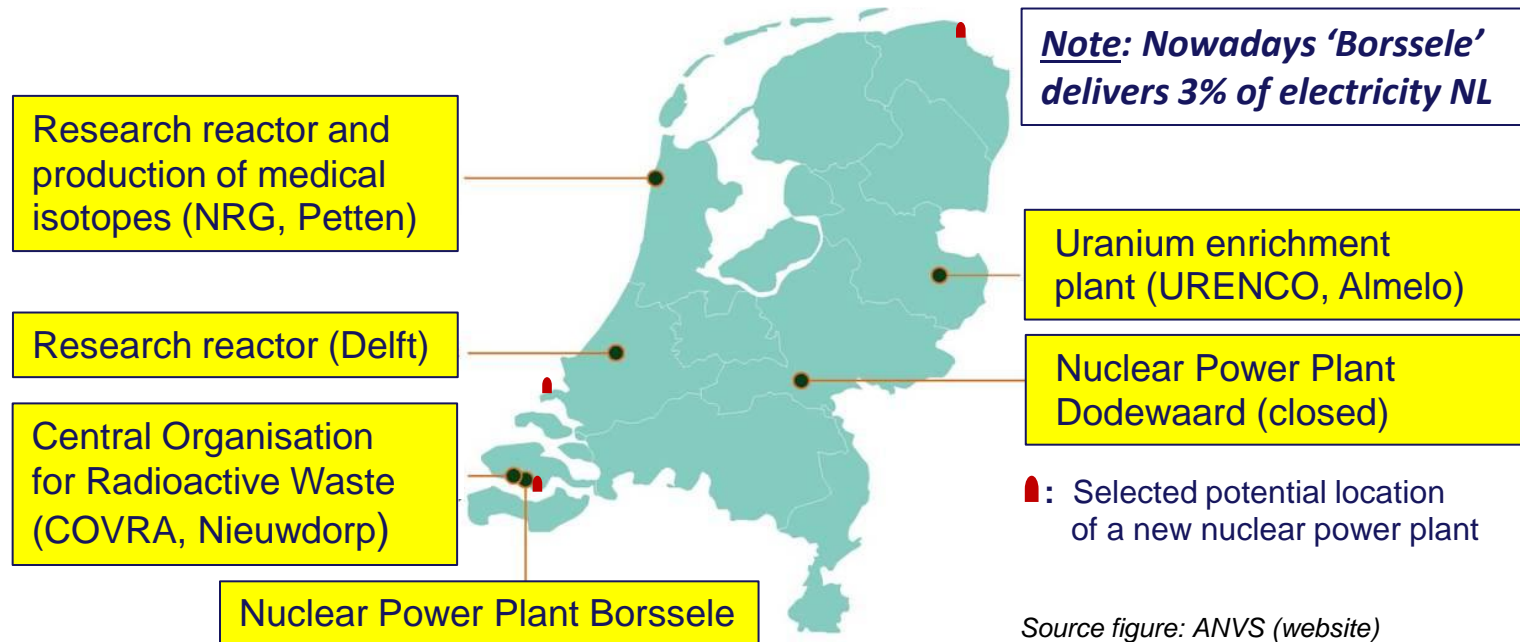 Note: Nowadays ‘Borssele’
delivers 3% of electricity NL
Research reactor and
production of medical
isotopes (NRG, Petten)
Uranium enrichment
plant (URENCO, Almelo)
Research reactor (Delft)
Nuclear Power Plant
Dodewaard (closed)
Central Organisation
for Radioactive Waste
(COVRA, Nieuwdorp)
: Selected potential location
of a new nuclear power plant
Nuclear Power Plant Borssele
Source figure: ANVS (website)